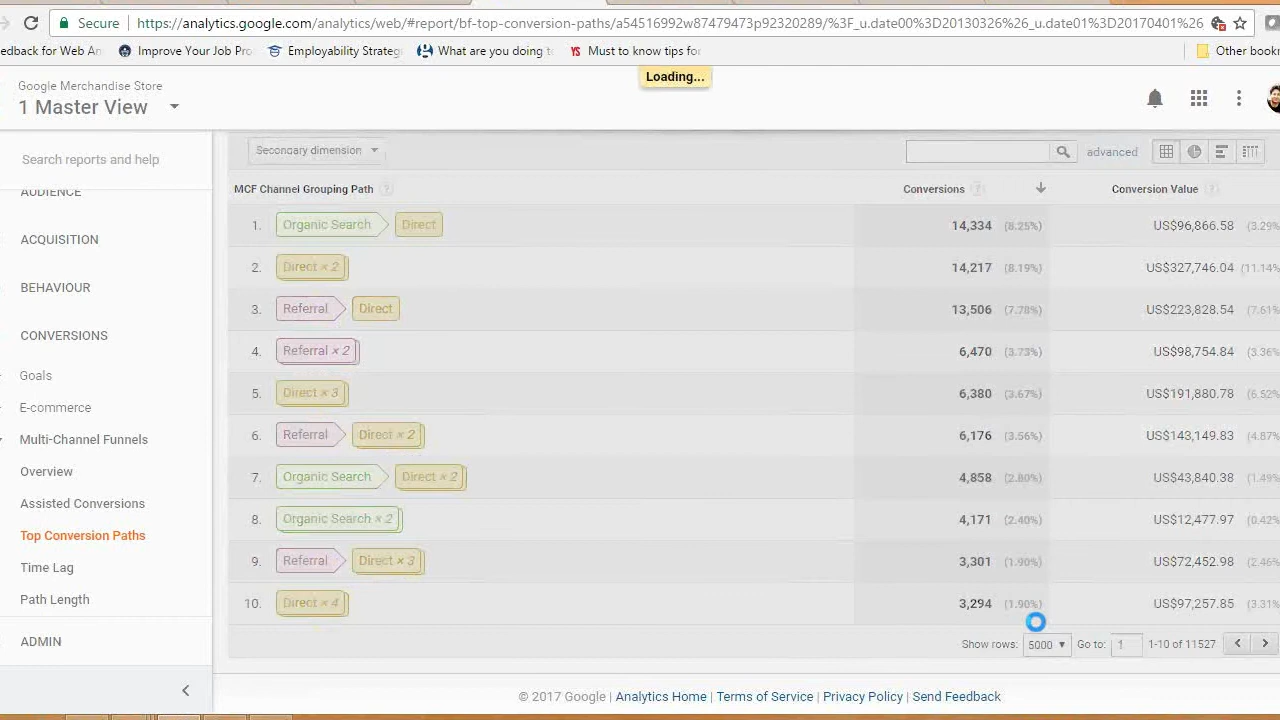 Secure https://analytics.google.com/analytics/web/#report/bf-top-conversion-paths/a54516992w87479473p92320289/%3F_u.date00%3D20130326%26_u.date01%3D20170401%26
edback for Web An Improve Your Job Pro Employability Strateg What are you doing t YS Must to know tips for Other book
Loading...
Google Merchandise Store
1 Master View
Search reports and help
Secondary dimension
advanced
MCF Channel Grouping Path ? Conversions ? Conversion Value ?
AUDIENCE
ACQUISITION
BEHAVIOUR
CONVERSIONS
Goals
E-commerce
Multi-Channel Funnels
Overview
Assisted Conversions
Top Conversion Paths
Time Lag
Path Length
ADMIN
1. Organic Search Direct 14,334 (8.25%) US$96,866.58 (3.29%
2. Direct × 2 14,217 (8.19%) US$327,746.04 (11.14%
3. Referral Direct 13,506 (7.78%) US$223,828.54 (7.61%
4. Referral × 2 6,470 (3.73%) US$98,754.84 (3.36%
5. Direct × 3 6,380 (3.67%) US$191,880.78 (6.52%
6. Referral Direct × 2 6,176 (3.56%) US$143,149.83 (4.87%
7. Organic Search Direct × 2 4,858 (2.80%) US$43,840.38 (1.49%
8. Organic Search × 2 4,171 (2.40%) US$12,477.97 (0.42%
9. Referral Direct × 3 3,301 (1.90%) US$72,452.98 (2.46%
10. Direct × 4 3,294 (1.90%) US$97,257.85 (3.31%
Show rows: 5000 Go to: 1 1-10 of 11527
© 2017 Google | Analytics Home | Terms of Service | Privacy Policy | Send Feedback